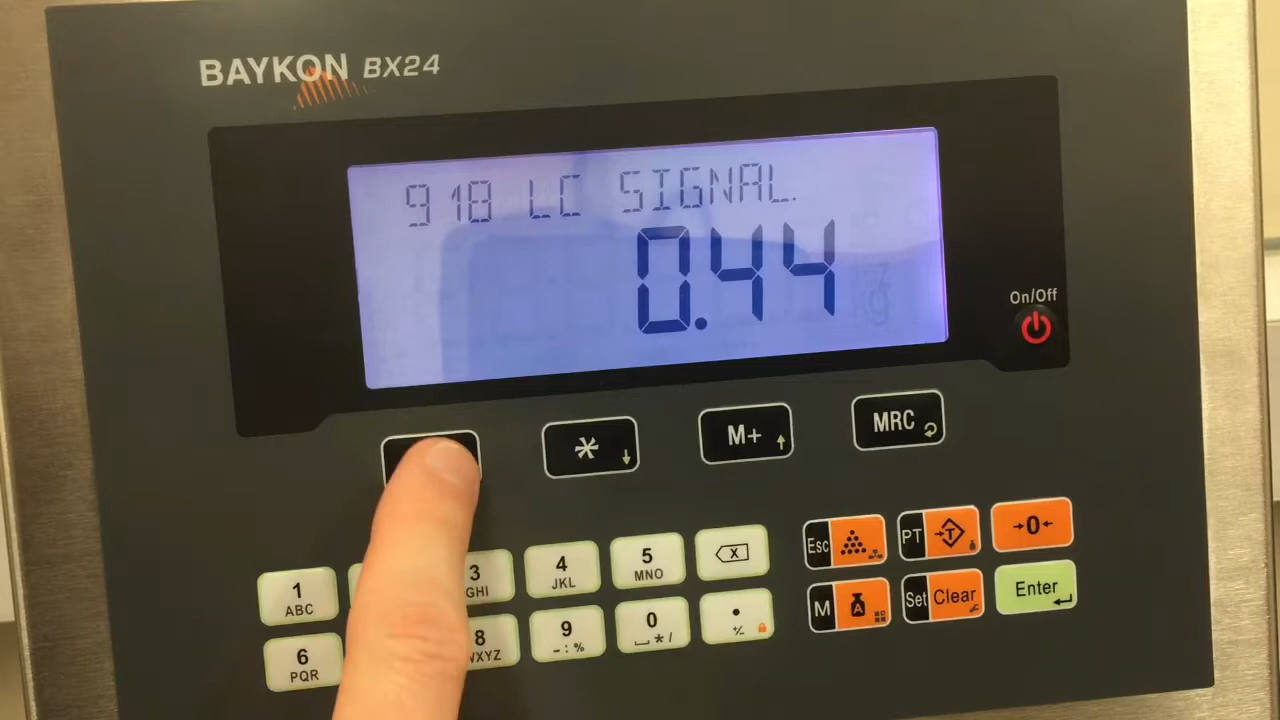 BAYKON BX24
918 LC SIGNAL.
0.44
On/Off
* M+ MRC
1 3 4 5 X Esc PT T →0←
ABC GHI JKL MNO
6 8 9 0 • M A Set Clear Enter
PQR WXYZ - : % ⎵ * / +/-